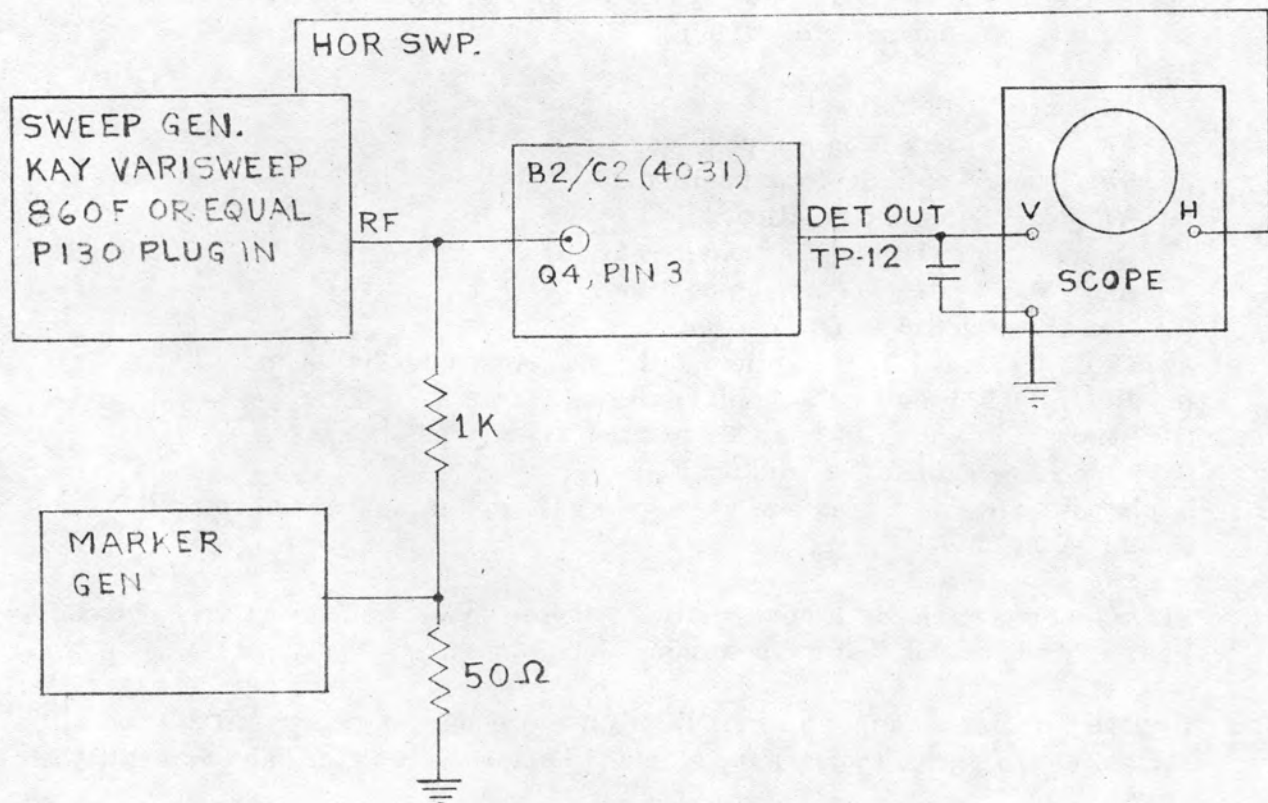 HOR SWP.
SWEEP GEN.
KAY VARISWEEP
860F OR EQUAL
P130 PLUG IN
RF
B2/C2 (4031)
Q4, PIN 3
DET OUT
TP-12
V
H
SCOPE
1K
MARKER
GEN
50Ω